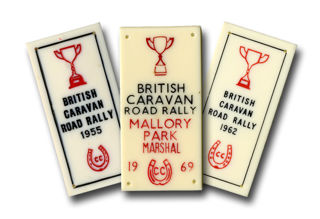 BRITISH
CARAVAN
ROAD RALLY
1955
CC
BRITISH
CARAVAN
ROAD RALLY
MALLORY
PARK
MARSHAL
19 69
CC
BRITISH
CARAVAN
ROAD RALLY
1962
CC